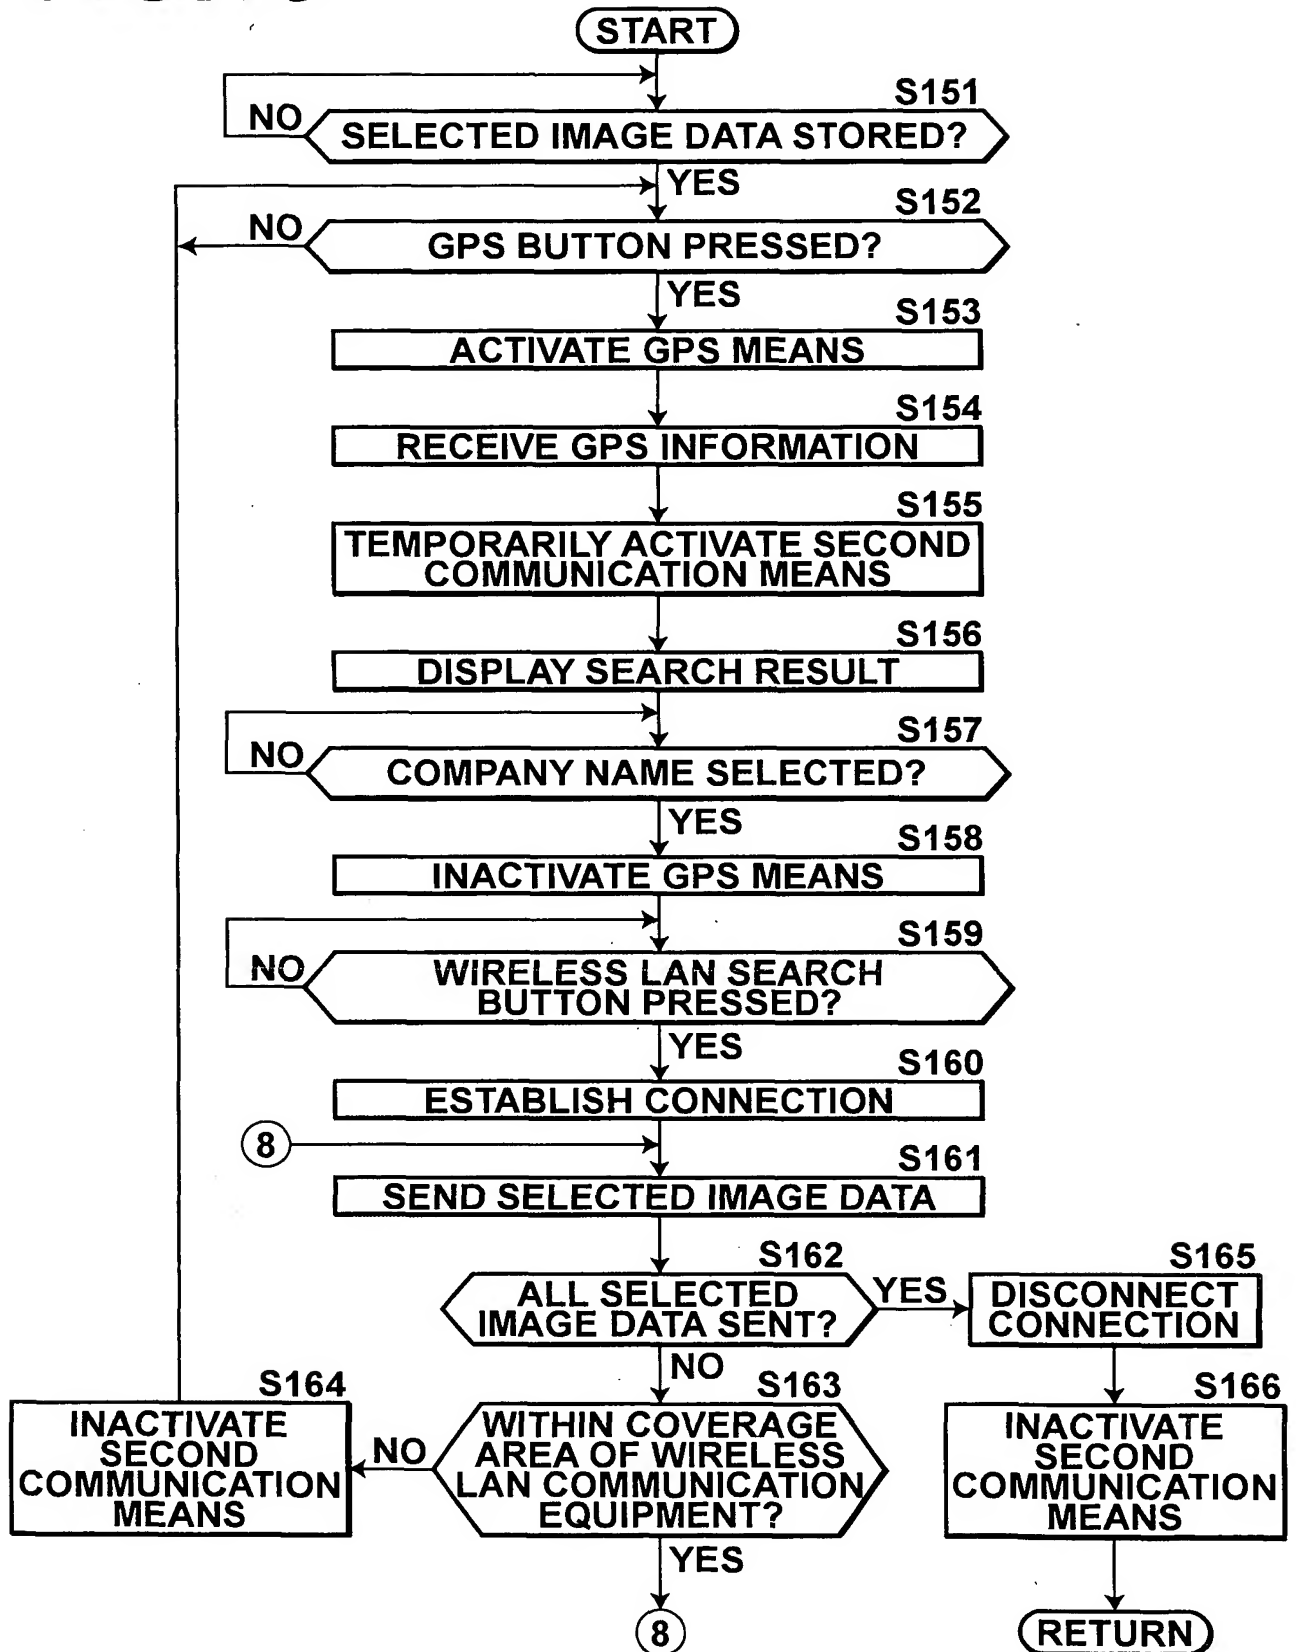 START
S151
NO
SELECTED IMAGE DATA STORED?
YES
S152
NO
GPS BUTTON PRESSED?
YES
S153
ACTIVATE GPS MEANS
S154
RECEIVE GPS INFORMATION
S155
TEMPORARILY ACTIVATE SECOND
COMMUNICATION MEANS
S156
DISPLAY SEARCH RESULT
S157
NO
COMPANY NAME SELECTED?
YES
S158
INACTIVATE GPS MEANS
S159
NO
WIRELESS LAN SEARCH
BUTTON PRESSED?
YES
S160
ESTABLISH CONNECTION
8
S161
SEND SELECTED IMAGE DATA
S162
ALL SELECTED
IMAGE DATA SENT?
YES
S165
DISCONNECT
CONNECTION
NO
S163
WITHIN COVERAGE
AREA OF WIRELESS
LAN COMMUNICATION
EQUIPMENT?
NO
S164
INACTIVATE
SECOND
COMMUNICATION
MEANS
S166
INACTIVATE
SECOND
COMMUNICATION
MEANS
YES
8
RETURN